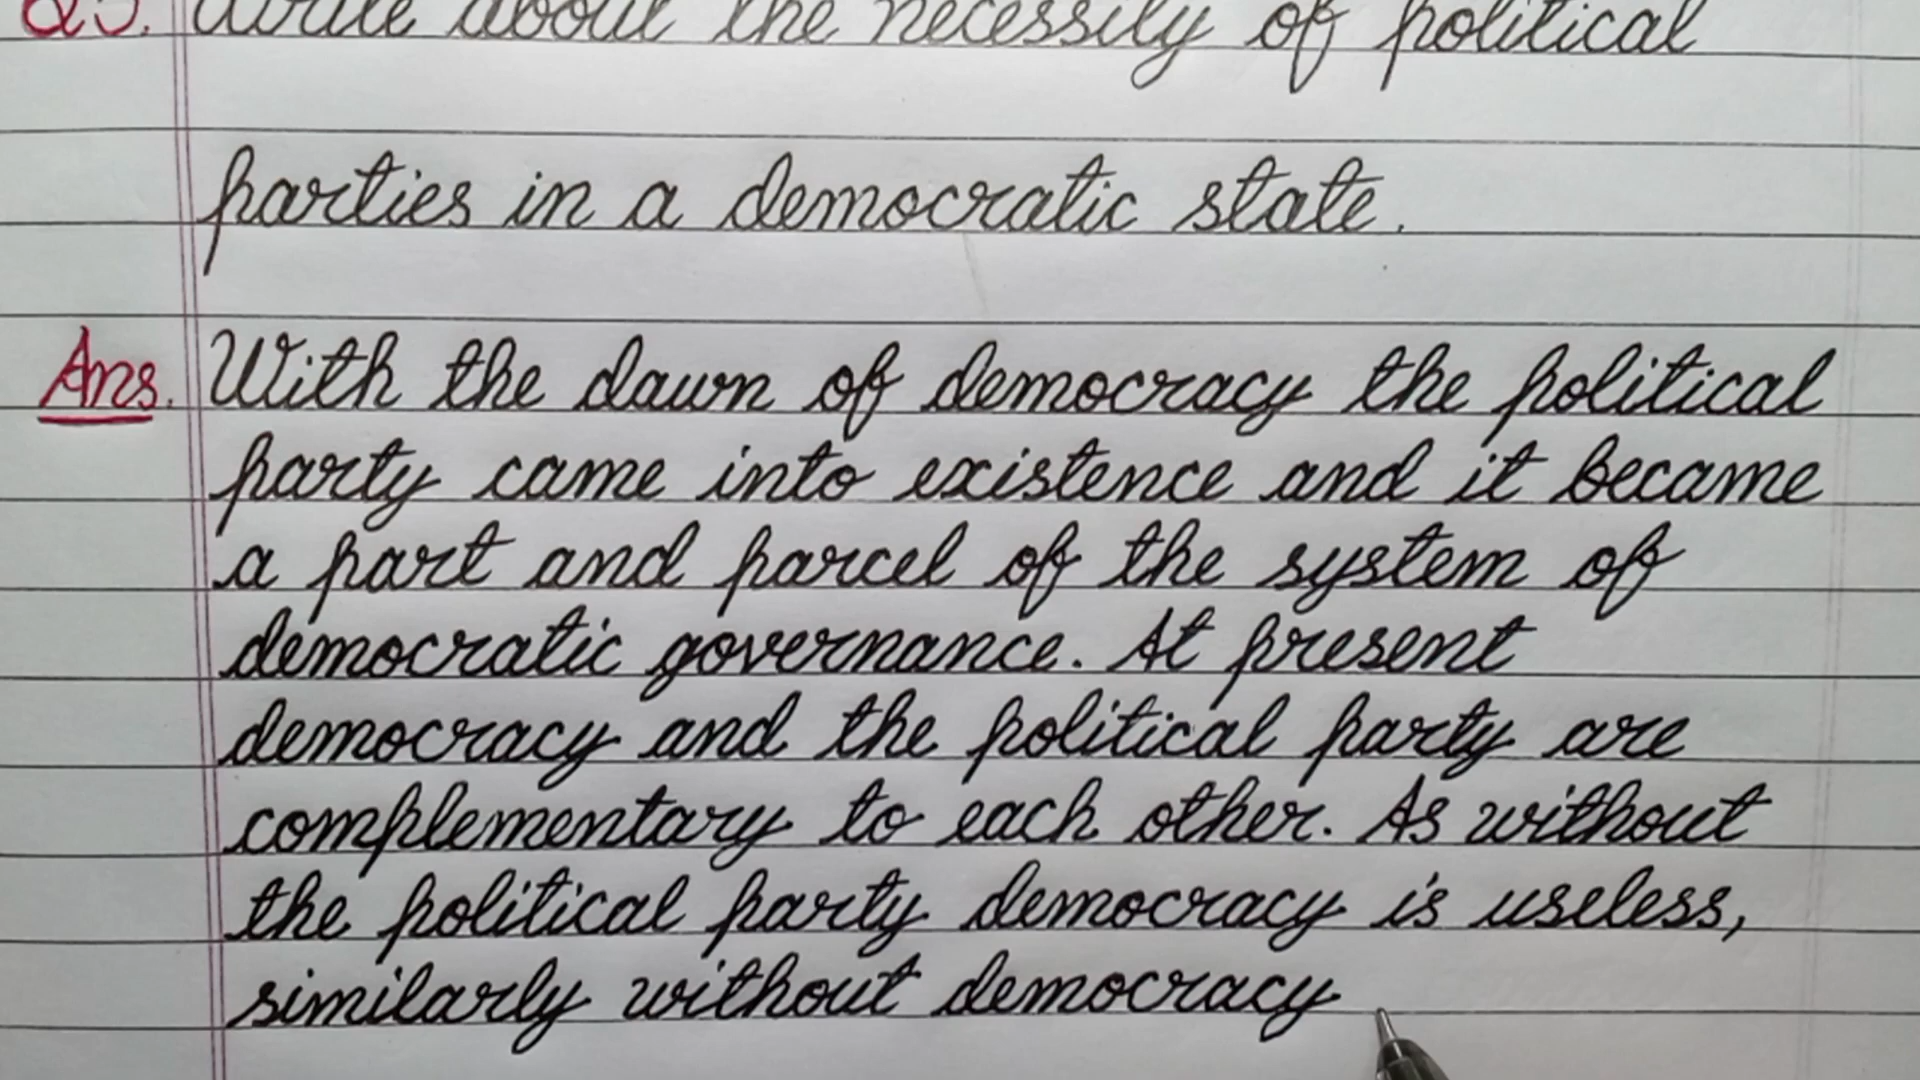 Q5. Write about the necessity of political
parties in a democratic state.
Ans. With the dawn of democracy the political
party came into existence and it became
a part and parcel of the system of
democratic governance. At present
democracy and the political party are
complementary to each other. As without
the political party democracy is useless,
similarly without democracy